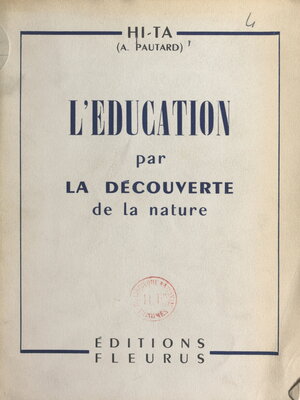 HI-TA
(A. PAUTARD)
4
L'EDUCATION
par
LA DÉCOUVERTE
de la nature
ÉDITIONS
FLEURUS